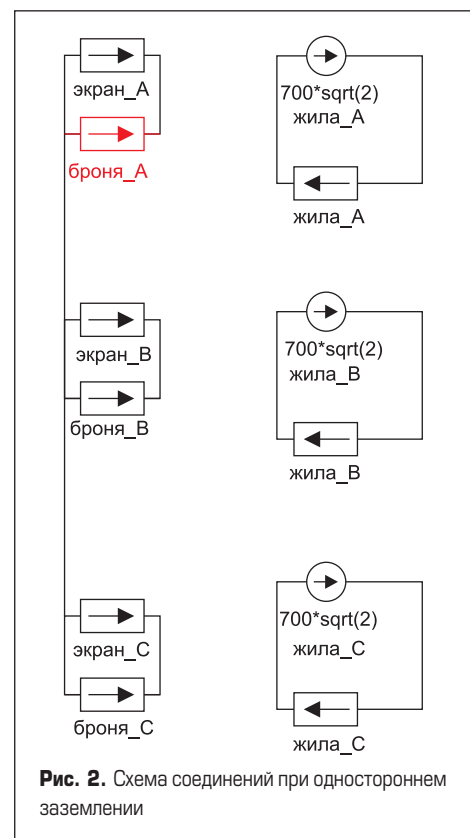 экран_А
700*sqrt(2)
жила_А
броня_А
жила_А
экран_В
700*sqrt(2)
жила_В
броня_В
жила_В
экран_С
700*sqrt(2)
жила_С
броня_С
жила_С
Рис. 2. Схема соединений при одностороннем
заземлении